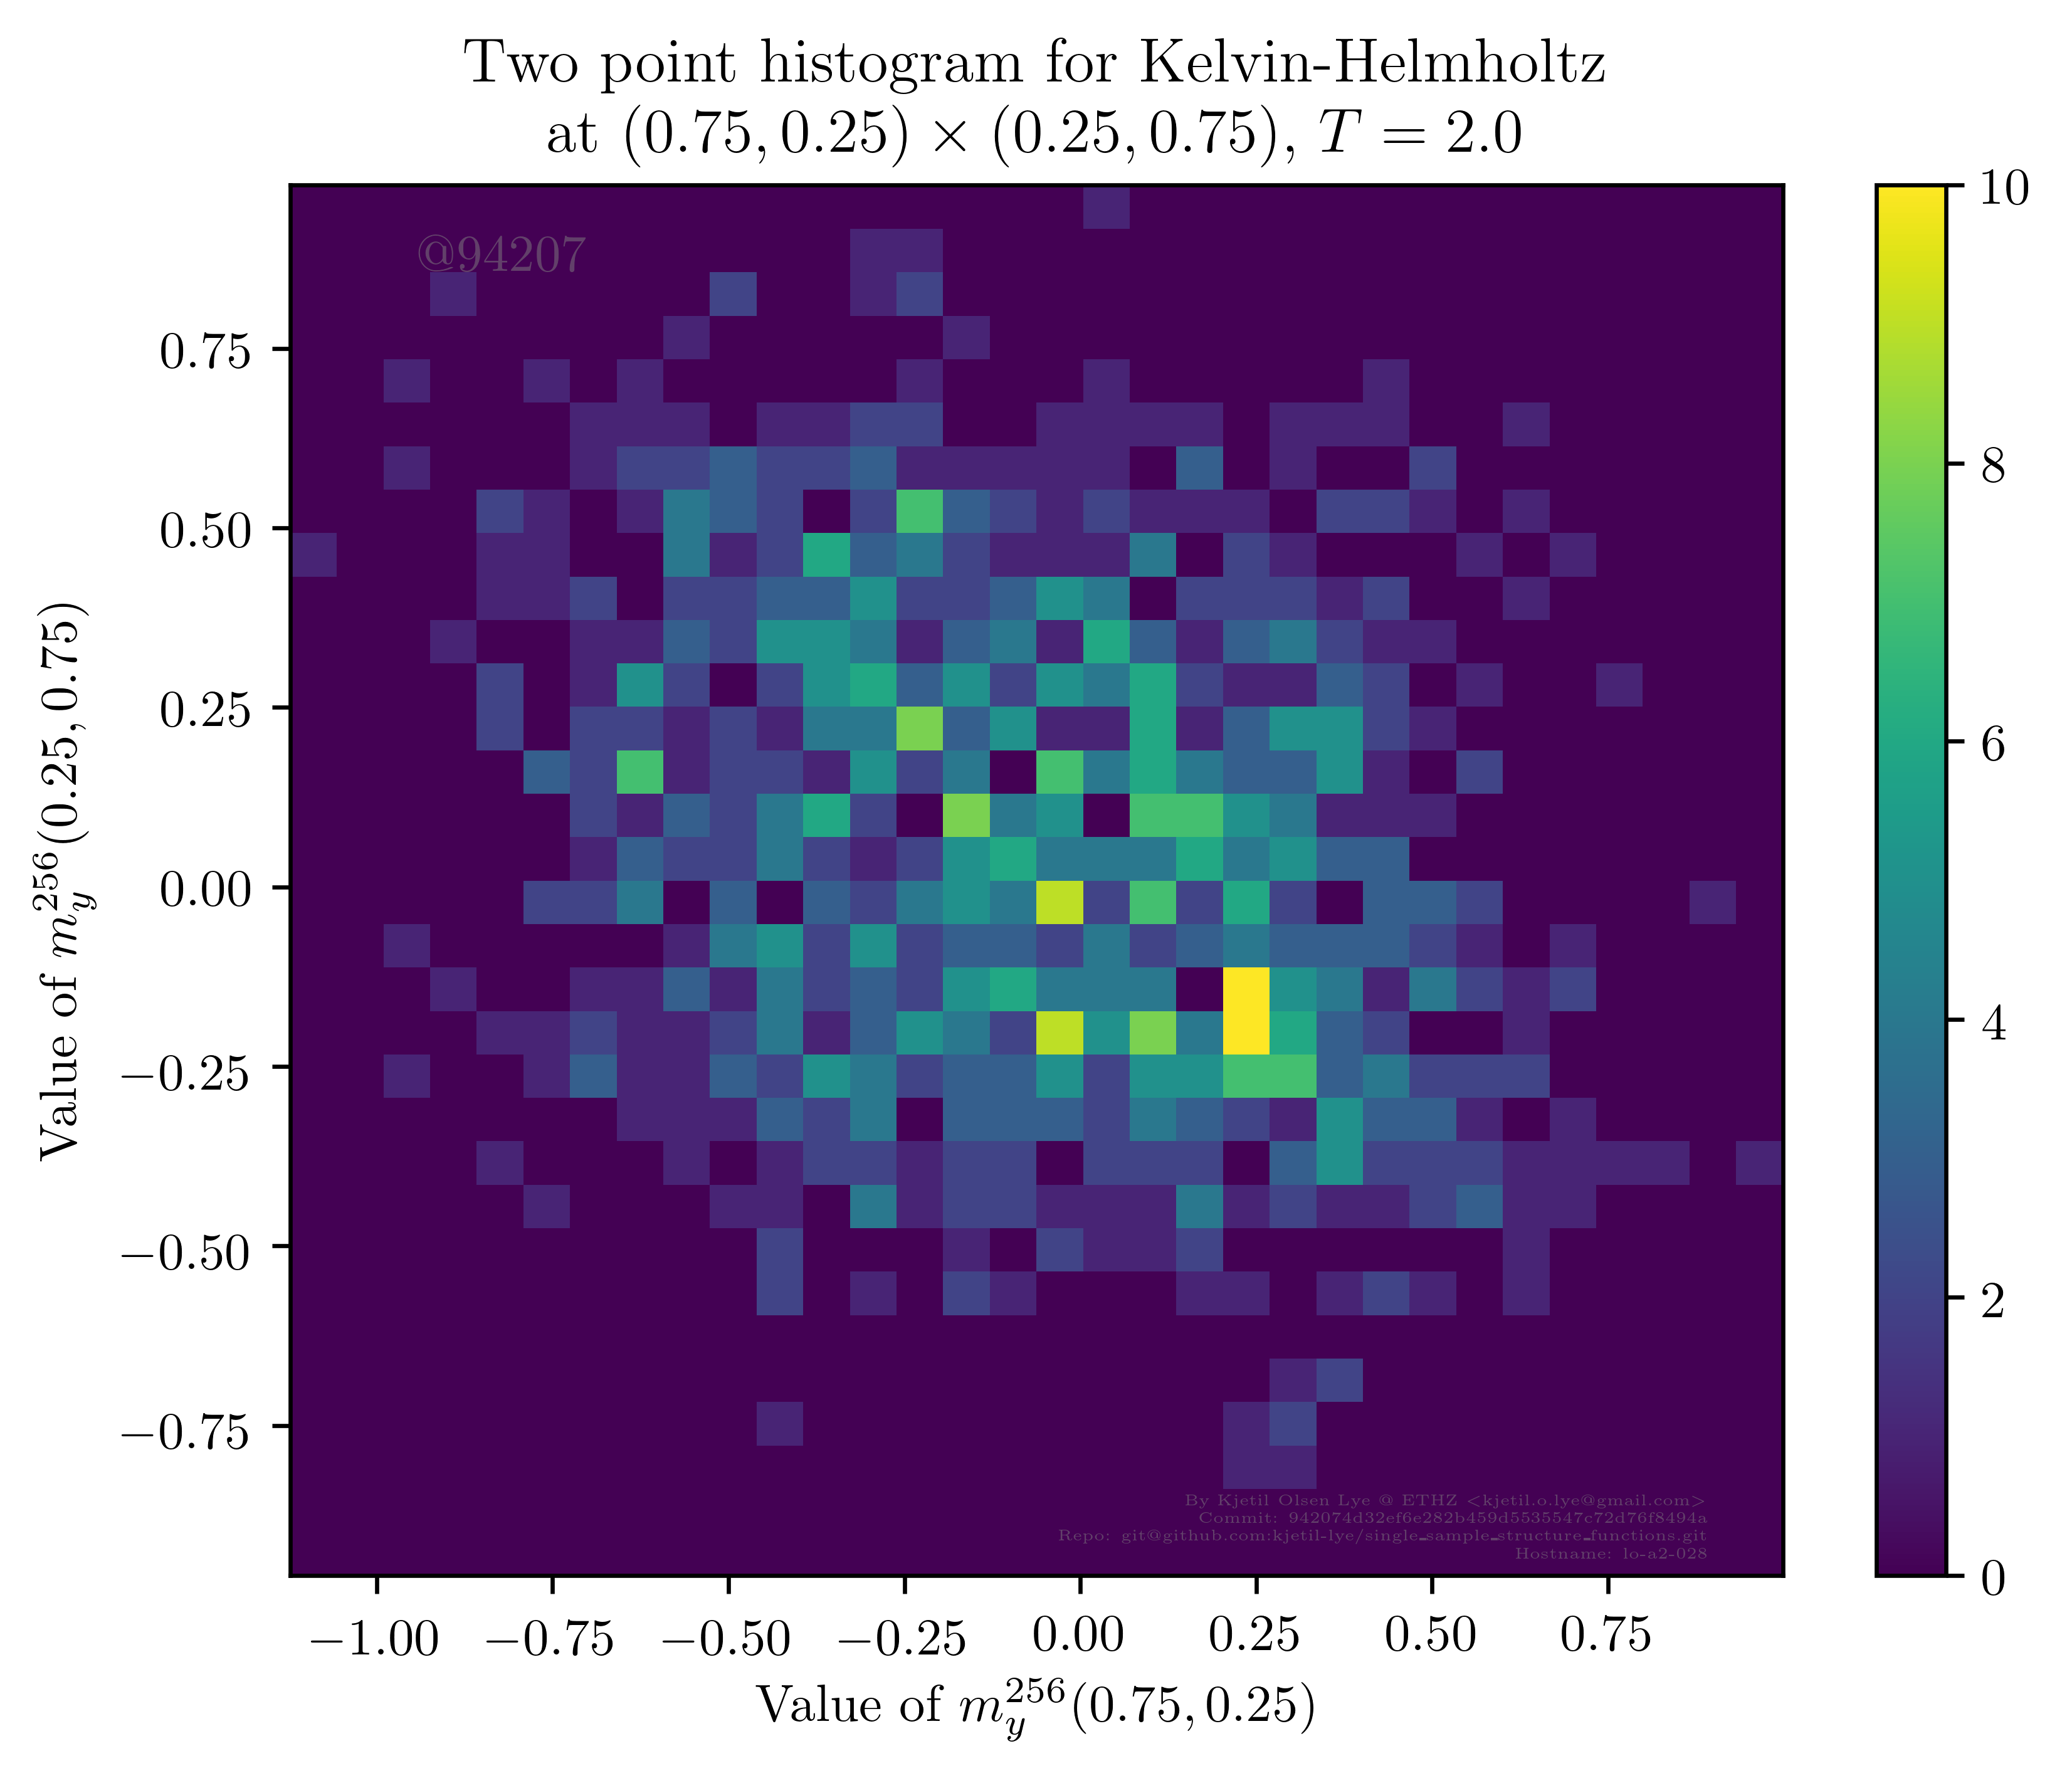 Two point histogram for Kelvin-Helmholtz
at (0.75, 0.25) × (0.25, 0.75), T = 2.0
@94207
Value of m_y^256(0.25, 0.75)
0.75
0.50
0.25
0.00
−0.25
−0.50
−0.75
−1.00 −0.75 −0.50 −0.25 0.00 0.25 0.50 0.75
Value of m_y^256(0.75, 0.25)
10
8
6
4
2
0
By Kjetil Olsen Lye @ ETHZ <kjetil.o.lye@gmail.com>
Commit: 942074d32ef6e282b459d5535547c72d76f8494a
Repo: git@github.com:kjetil-lye/single_sample_structure_functions.git
Hostname: lo-a2-028